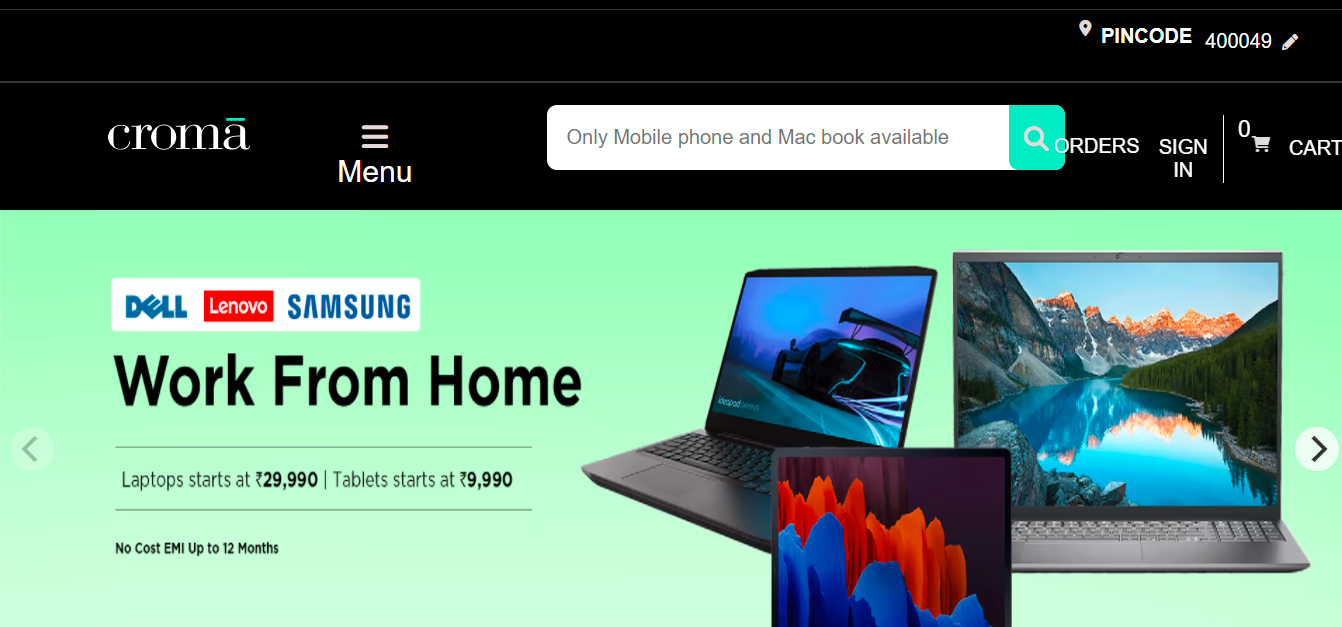 PINCODE 400049
cromā
Menu
Only Mobile phone and Mac book available
ORDERS
SIGN
IN
0
CART
DELL Lenovo SAMSUNG
Work From Home
Laptops starts at ₹29,990 | Tablets starts at ₹9,990
No Cost EMI Up to 12 Months
ideapad GAMING